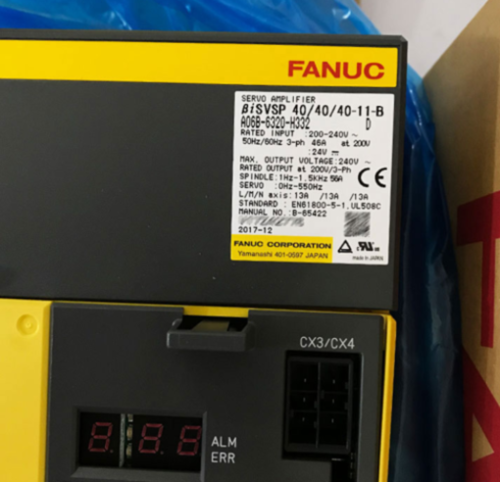 FANUC
SERVO AMPLIFIER
βiSVSP 40/40/40-11-B
A06B-6320-H332 D
RATED INPUT :200-240V~
50Hz/60Hz 3-ph 46A at 200V
:24V⎓
MAX. OUTPUT VOLTAGE:240V~
RATED OUTPUT at 200V/3-Ph
SPINDLE:1Hz-1.5KHz 56A
SERVO :0Hz-550Hz
L/M/N axis:13A /13A /13A
STANDARD : EN61800-5-1,UL508C
MANUAL NO.:B-65422
2017-12
CE
FANUC CORPORATION
Yamanashi 401-0597 JAPAN
made in JAPAN
CX3/CX4
8.88
ALM
ERR